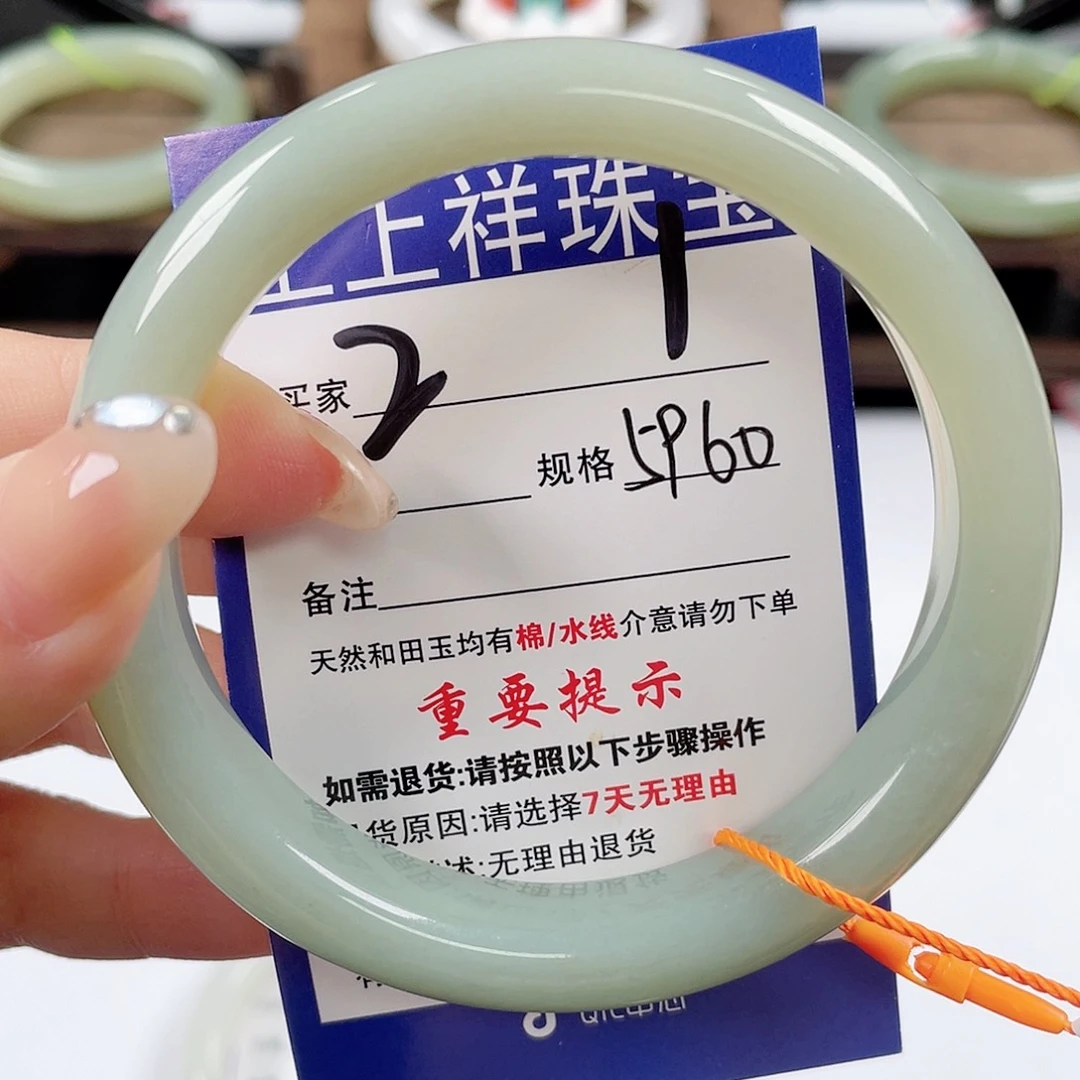 上祥珠宝
1
买家 2
规格 5960
备注
天然和田玉均有棉/水线介意请勿下单
重要提示
如需退货:请按照以下步骤操作
货原因:请选择7天无理由
述:无理由退货